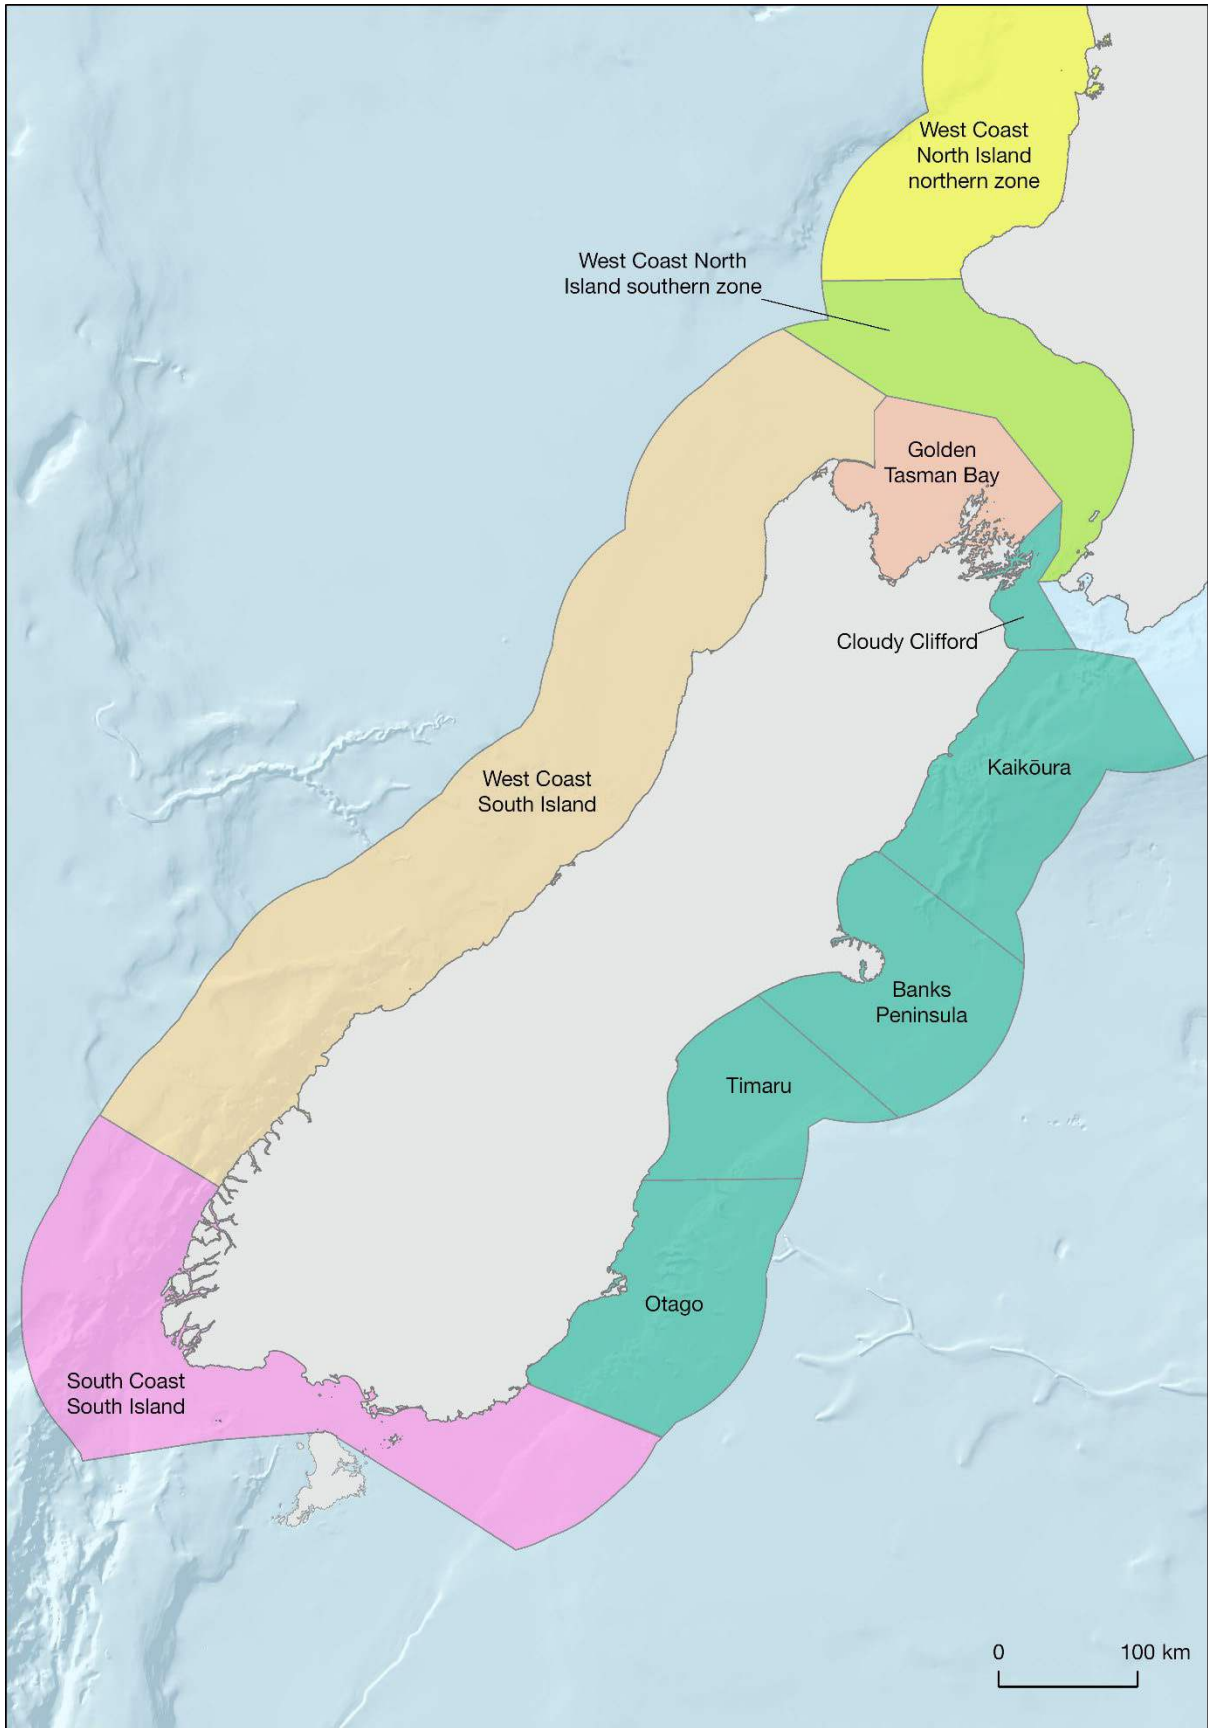 West Coast
North Island
northern zone
West Coast North
Island southern zone
Golden
Tasman Bay
Cloudy Clifford
Kaikōura
West Coast
South Island
Banks
Peninsula
Timaru
Otago
South Coast
South Island
0 100 km